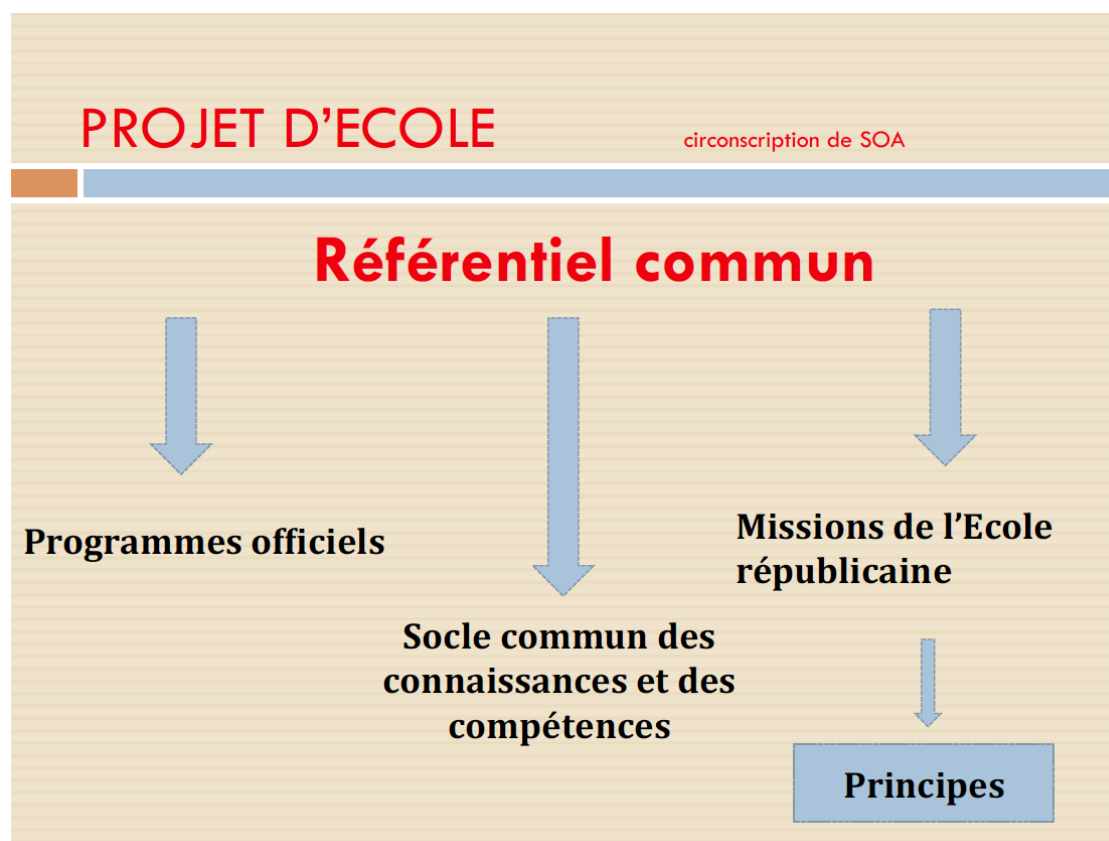 PROJET D’ECOLE
circonscription de SOA
Référentiel commun
Programmes officiels
Missions de l’Ecole
républicaine
Socle commun des
connaissances et des
compétences
Principes